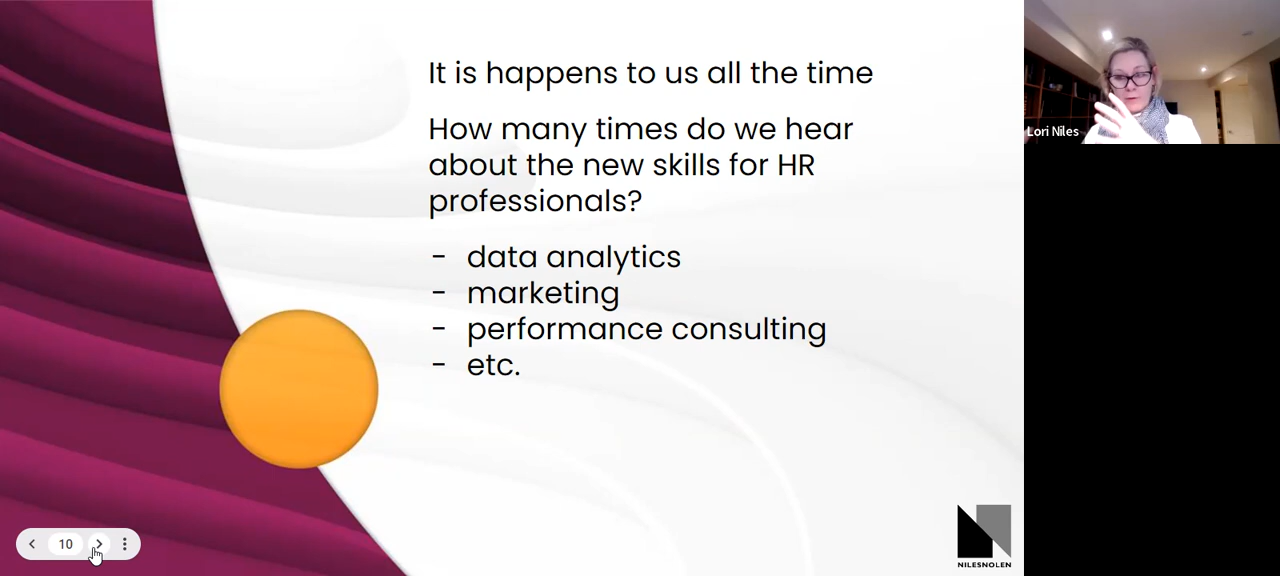 It is happens to us all the time
How many times do we hear
about the new skills for HR
professionals?
- data analytics
- marketing
- performance consulting
- etc.
Lori Niles
10
NILESNOLEN